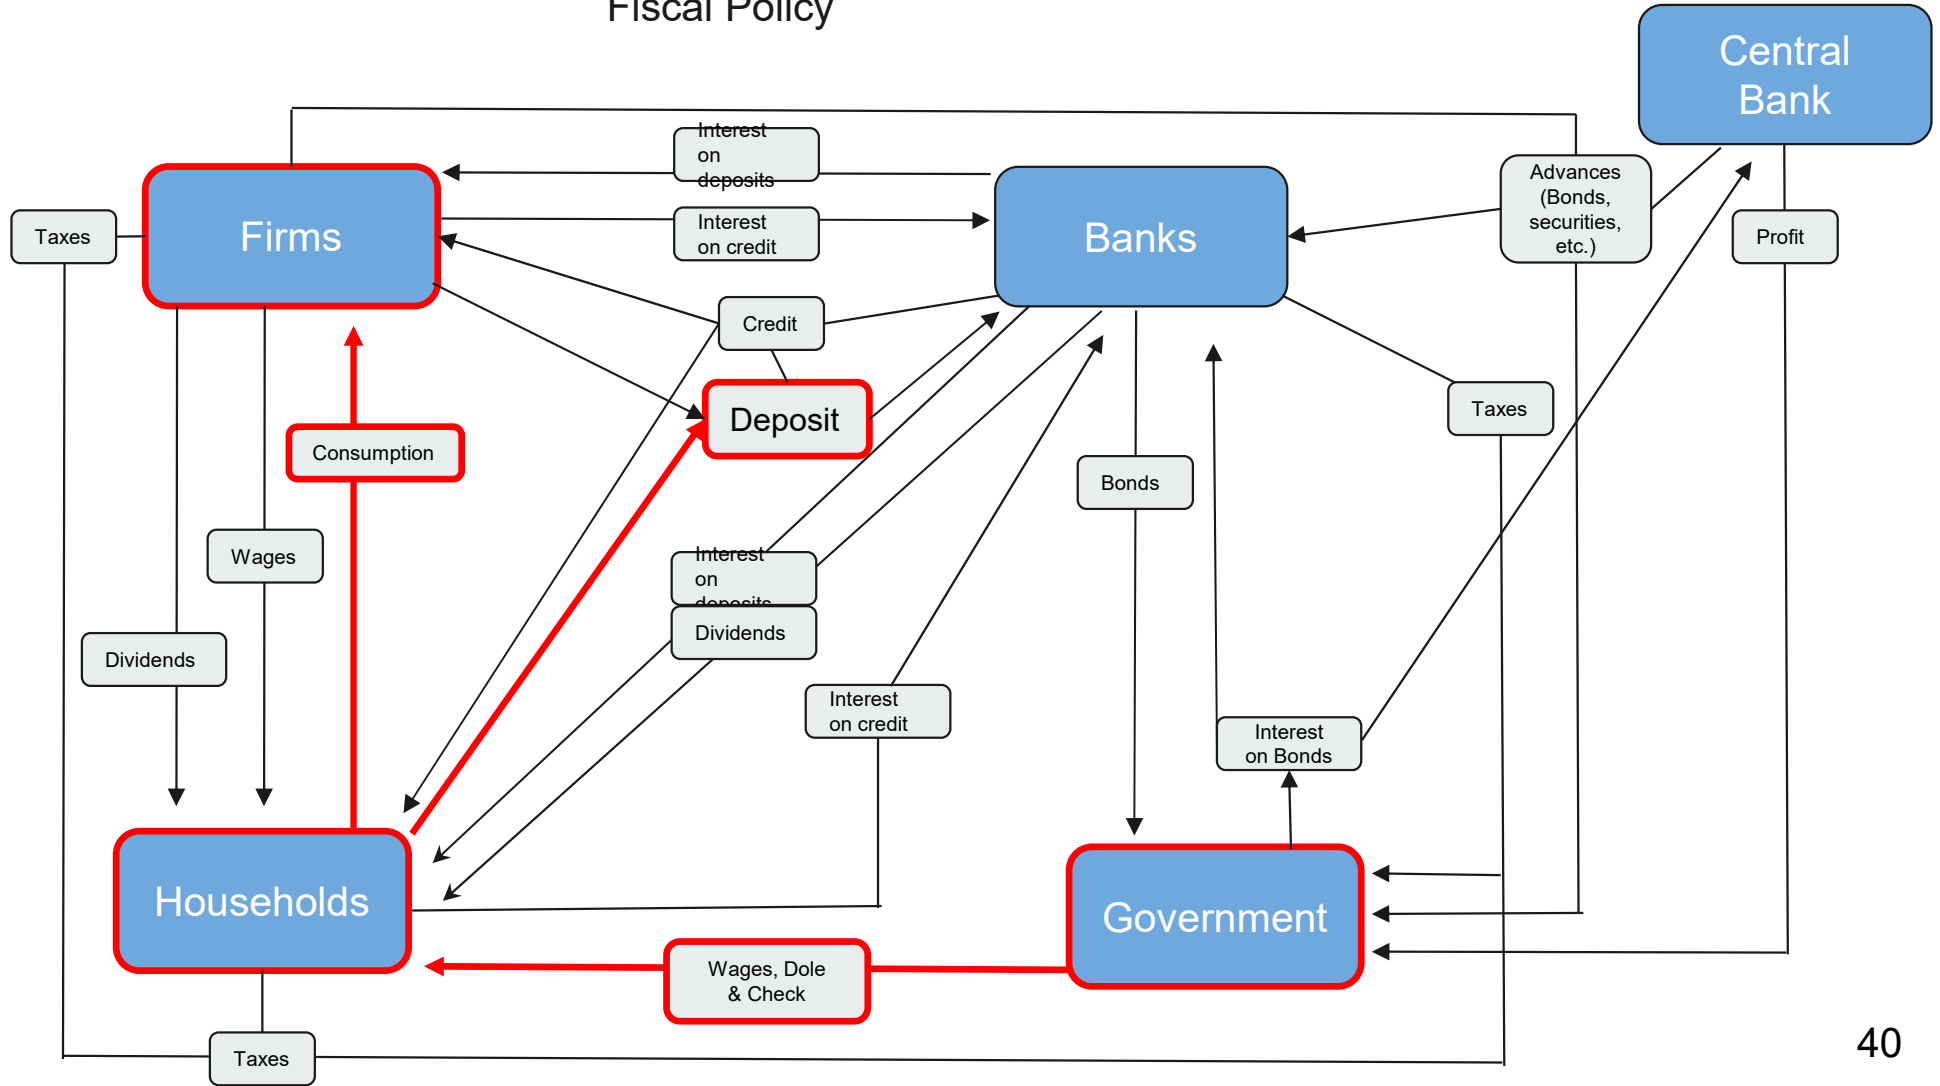 Fiscal Policy
Central
Bank
Interest
on
deposits
Advances
(Bonds,
securities,
etc.)
Taxes
Firms
Interest
on credit
Banks
Profit
Credit
Taxes
Deposit
Consumption
Bonds
Wages
Interest
on
deposits
Dividends
Dividends
Interest
on credit
Interest
on Bonds
Households
Government
Wages, Dole
& Check
Taxes
40